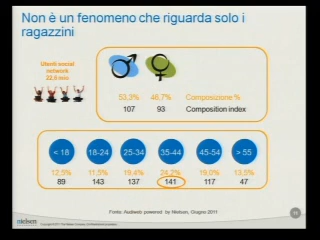 Non è un fenomeno che riguarda solo i
ragazzini
Utenti social
network
22,6 mio
53,3% 46,7% Composizione %
107 93 Composition index
< 18 18-24 25-34 35-44 45-54 > 55
12,5% 11,5% 19,4% 24,2% 19,0% 13,5%
89 143 137 141 117 47
Fonte: Audiweb powered by Nielsen, Giugno 2011
nielsen